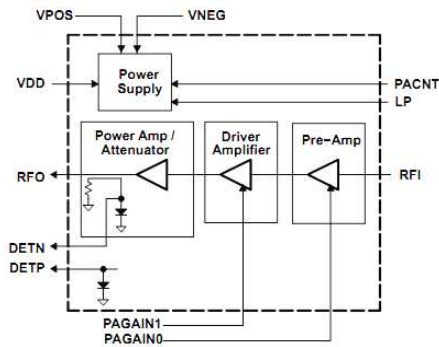 VPOS VNEG
VDD
Power
Supply
PACNT
LP
Power Amp /
Attenuator
Driver
Amplifier
Pre-Amp
RFO
RFI
DETN
DETP
PAGAIN1
PAGAIN0